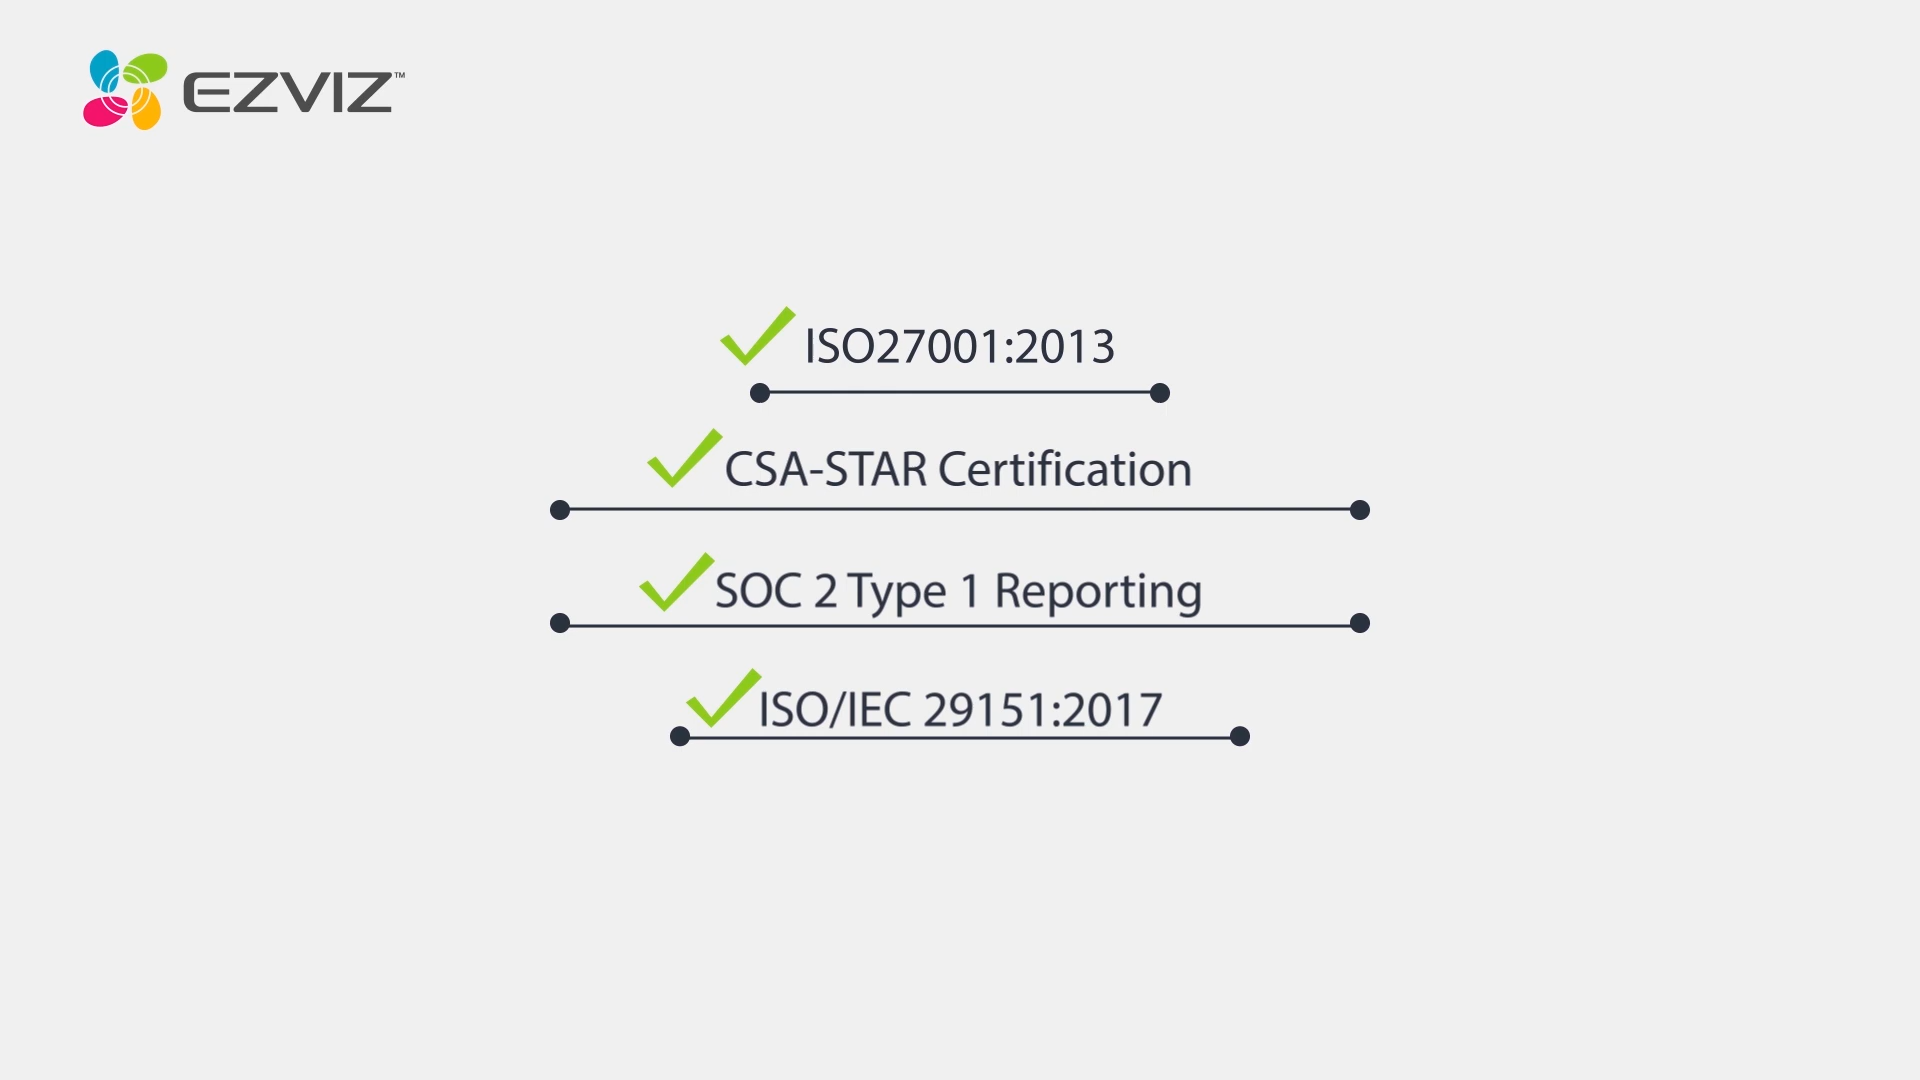 EZVIZ™
ISO27001:2013
CSA-STAR Certification
SOC 2 Type 1 Reporting
ISO/IEC 29151:2017